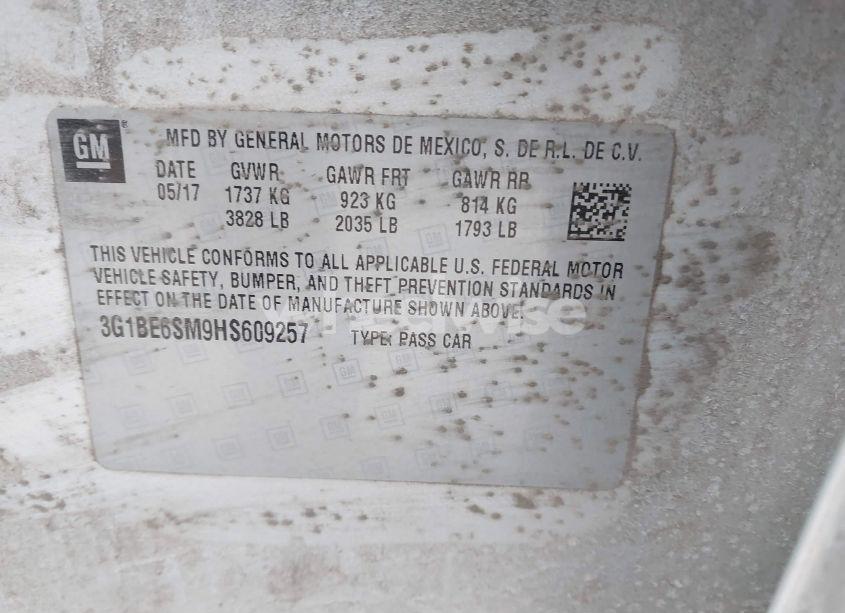 GM
MFD BY GENERAL MOTORS DE MEXICO, S. DE R.L. DE C.V.
DATE GVWR GAWR FRT GAWR RR
05/17 1737 KG 923 KG 814 KG
3828 LB 2035 LB 1793 LB
THIS VEHICLE CONFORMS TO ALL APPLICABLE U.S. FEDERAL MOTOR
VEHICLE SAFETY, BUMPER, AND THEFT PREVENTION STANDARDS IN
EFFECT ON THE DATE OF MANUFACTURE SHOWN ABOVE.
3G1BE6SM9HS609257 TYPE: PASS CAR